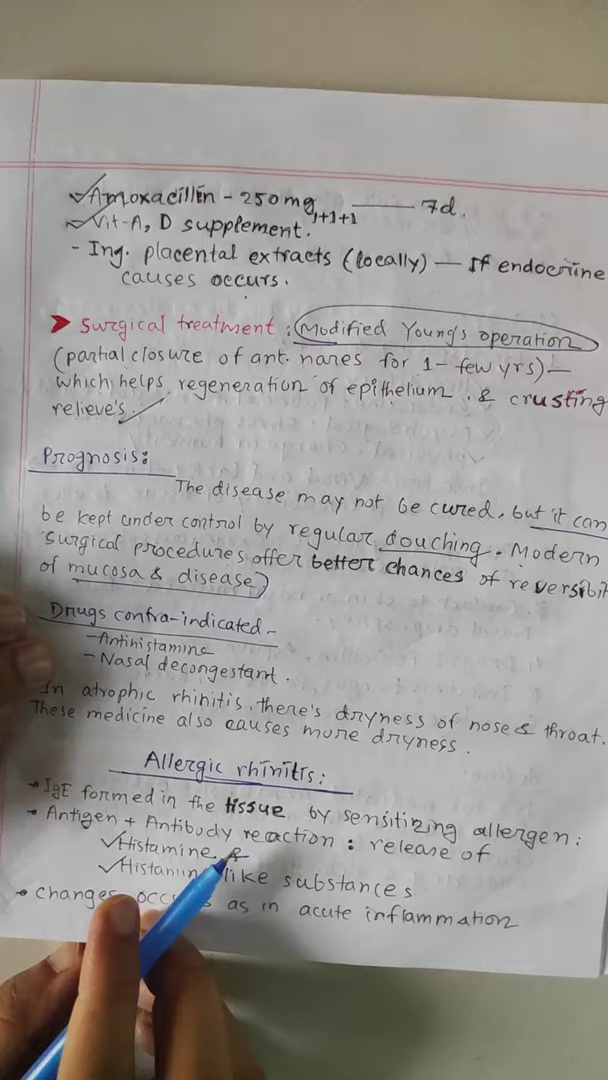 Amoxacillin - 250mg 1+1+1 —— 7d.
Vit-A, D supplement.
- Inj. placental extracts (locally) — If endocrine
causes occurs.
➤ Surgical treatment : Modified Young's operation
(partial closure of ant. nares for 1- few yrs) —
which helps regeneration of epithelium & crusting
relieve's.
Prognosis:
The disease may not be cured, but it can
be kept under control by regular douching. Modern
surgical procedures offer better chances of reversibit
of mucosa & disease)
Drugs contra-indicated -
- Antihistamine
- Nasal decongestant.
In atrophic rhinitis, there's dryness of nose & throat.
These medicine also causes more dryness.
Allergic rhinitis:
IgE formed in the tissue by sensitizing allergen:
Antigen + Antibody reaction : release of
Histamine &
like substances
Changes as in acute inflammation